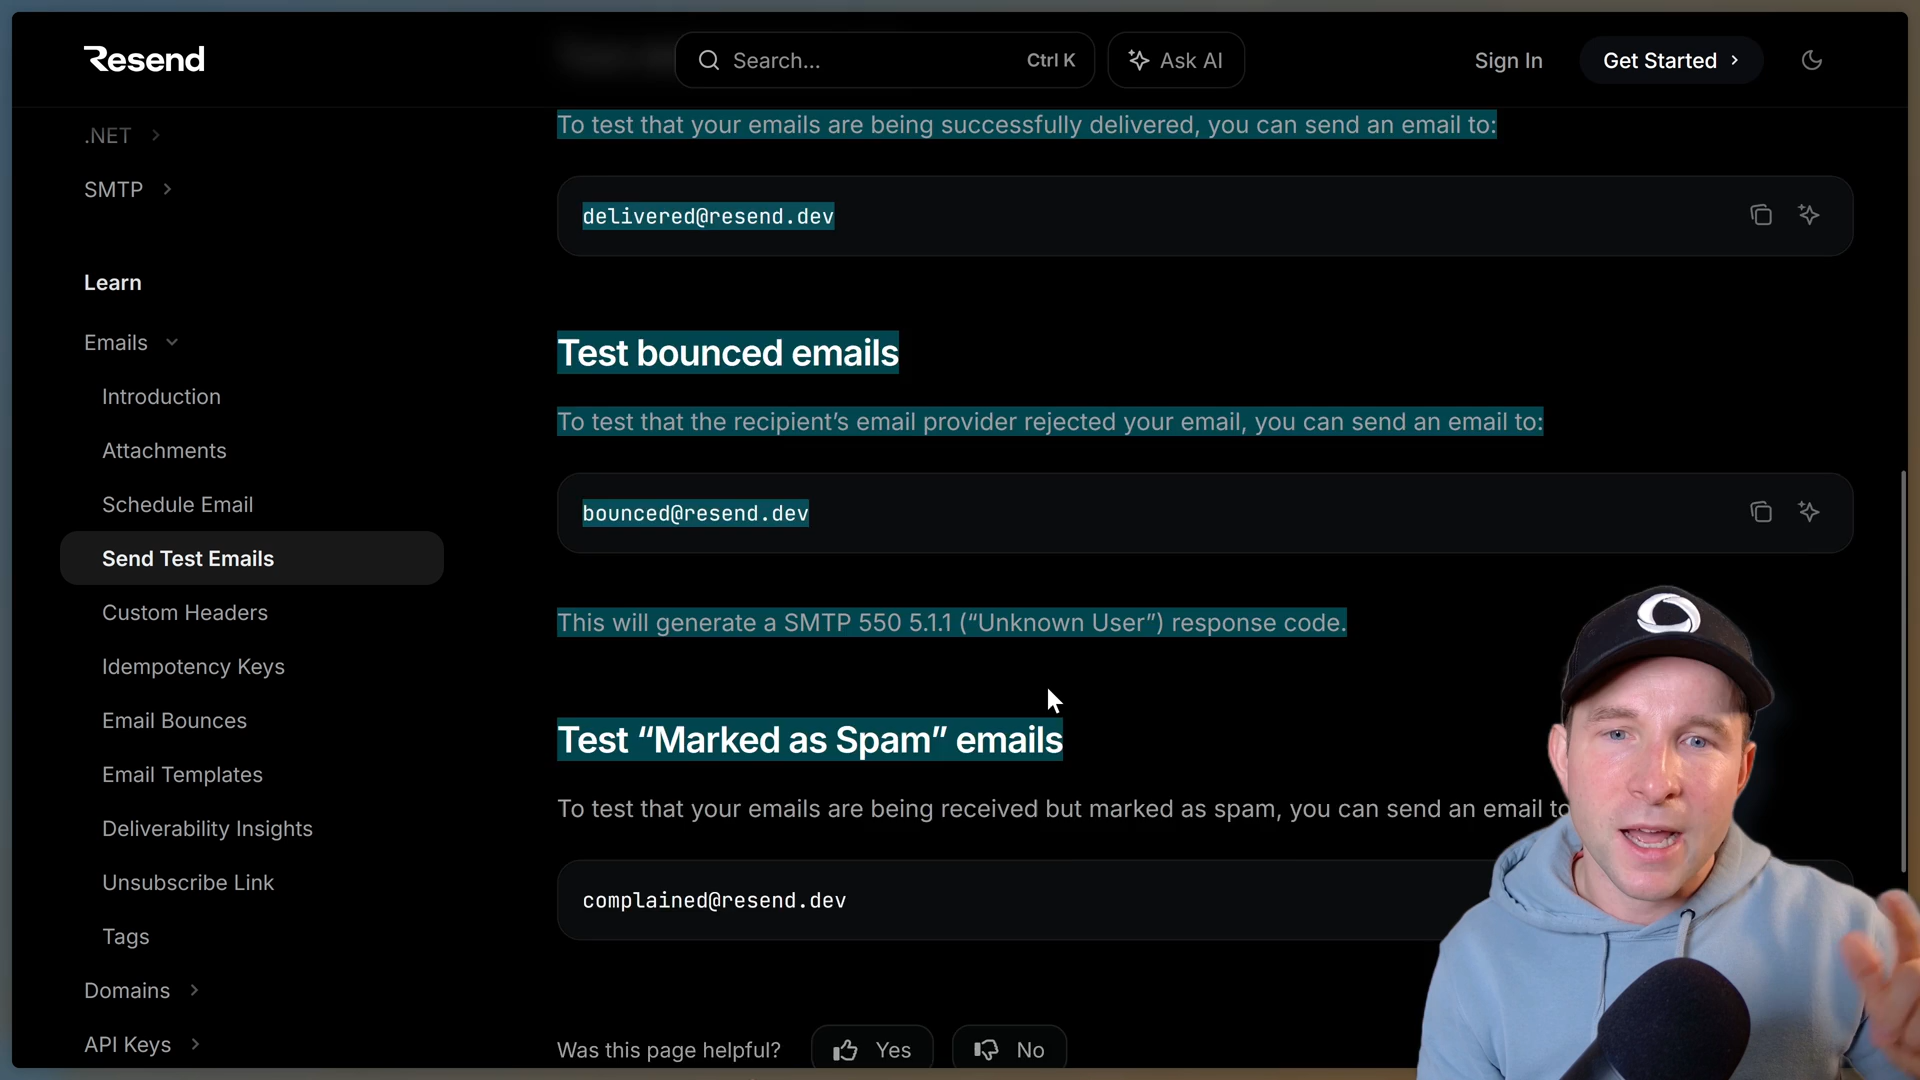 Resend
Search...
Ctrl K
Ask AI
Sign In
Get Started
.NET
SMTP
Learn
Emails
Introduction
Attachments
Schedule Email
Send Test Emails
Custom Headers
Idempotency Keys
Email Bounces
Email Templates
Deliverability Insights
Unsubscribe Link
Tags
Domains
API Keys
To test that your emails are being successfully delivered, you can send an email to:
delivered@resend.dev
Test bounced emails
To test that the recipient’s email provider rejected your email, you can send an email to:
bounced@resend.dev
This will generate a SMTP 550 5.1.1 (“Unknown User”) response code.
Test “Marked as Spam” emails
To test that your emails are being received but marked as spam, you can send an email to
complained@resend.dev
Was this page helpful?
Yes
No